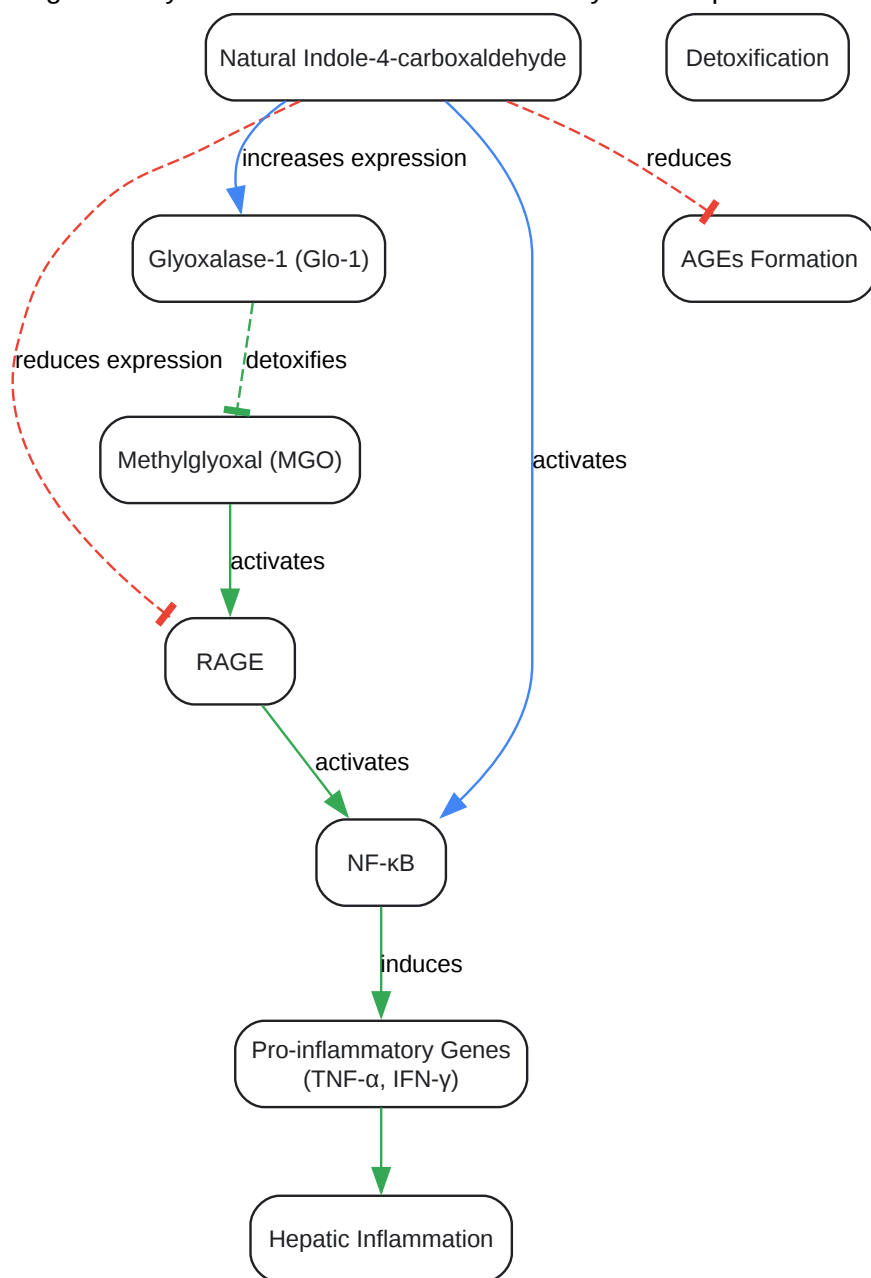 Natural Indole-4-carboxaldehyde
Detoxification
increases expression
reduces
Glyoxalase-1 (Glo-1)
AGEs Formation
reduces expression
detoxifies
Methylglyoxal (MGO)
activates
activates
RAGE
activates
NF-κB
induces
Pro-inflammatory Genes
(TNF-α, IFN-γ)
Hepatic Inflammation